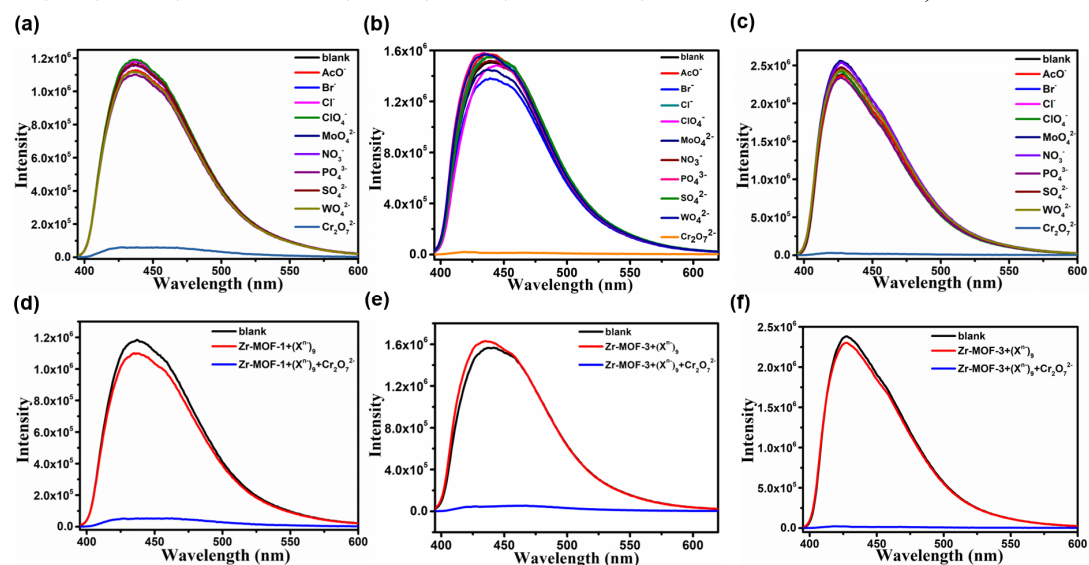 (a)
Intensity
1.2x10⁶
1.0x10⁶
8.0x10⁵
6.0x10⁵
4.0x10⁵
2.0x10⁵
0.0
400
450
500
550
600
Wavelength (nm)
blank
AcO⁻
Br⁻
Cl⁻
ClO₄⁻
MoO₄²⁻
NO₃⁻
PO₄³⁻
SO₄²⁻
WO₄²⁻
Cr₂O₇²⁻
(b)
Intensity
1.6x10⁶
1.2x10⁶
8.0x10⁵
4.0x10⁵
0.0
400
450
500
550
600
Wavelength (nm)
blank
AcO⁻
Br⁻
Cl⁻
ClO₄⁻
MoO₄²⁻
NO₃⁻
PO₄³⁻
SO₄²⁻
WO₄²⁻
Cr₂O₇²⁻
(c)
Intensity
2.5x10⁶
2.0x10⁶
1.5x10⁶
1.0x10⁶
5.0x10⁵
0.0
400
450
500
550
600
Wavelength (nm)
blank
AcO⁻
Br⁻
Cl⁻
ClO₄⁻
MoO₄²⁻
NO₃⁻
PO₄³⁻
SO₄²⁻
WO₄²⁻
Cr₂O₇²⁻
(d)
Intensity
1.2x10⁶
1.0x10⁶
8.0x10⁵
6.0x10⁵
4.0x10⁵
2.0x10⁵
0.0
400
450
500
550
600
Wavelength (nm)
blank
Zr-MOF-1+(Xⁿ⁻)₉
Zr-MOF-1+(Xⁿ⁻)₉+Cr₂O₇²⁻
(e)
Intensity
1.6x10⁶
1.2x10⁶
8.0x10⁵
4.0x10⁵
0.0
400
450
500
550
600
Wavelength (nm)
blank
Zr-MOF-3+(Xⁿ⁻)₉
Zr-MOF-3+(Xⁿ⁻)₉+Cr₂O₇²⁻
(f)
Intensity
2.5x10⁶
2.0x10⁶
1.5x10⁶
1.0x10⁶
5.0x10⁵
0.0
400
450
500
550
600
Wavelength (nm)
blank
Zr-MOF-3+(Xⁿ⁻)₉
Zr-MOF-3+(Xⁿ⁻)₉+Cr₂O₇²⁻